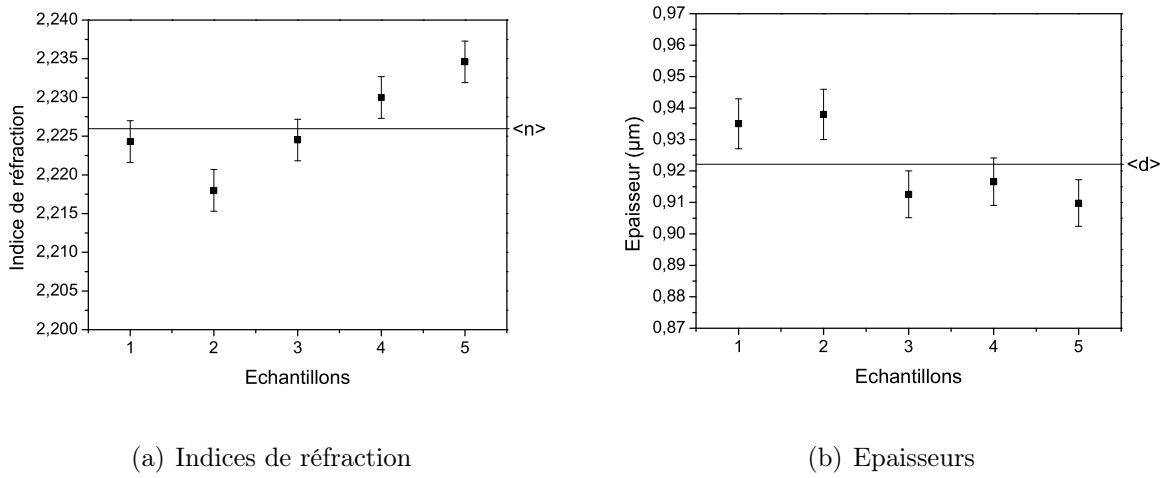 2,240
2,235
2,230
2,225
2,220
2,215
2,210
2,205
2,200
Indice de réfraction
1 2 3 4 5
Echantillons
<n>
(a) Indices de réfraction
0,97
0,96
0,95
0,94
0,93
0,92
0,91
0,90
0,89
0,88
0,87
Epaisseur (µm)
1 2 3 4 5
Echantillons
<d>
(b) Epaisseurs